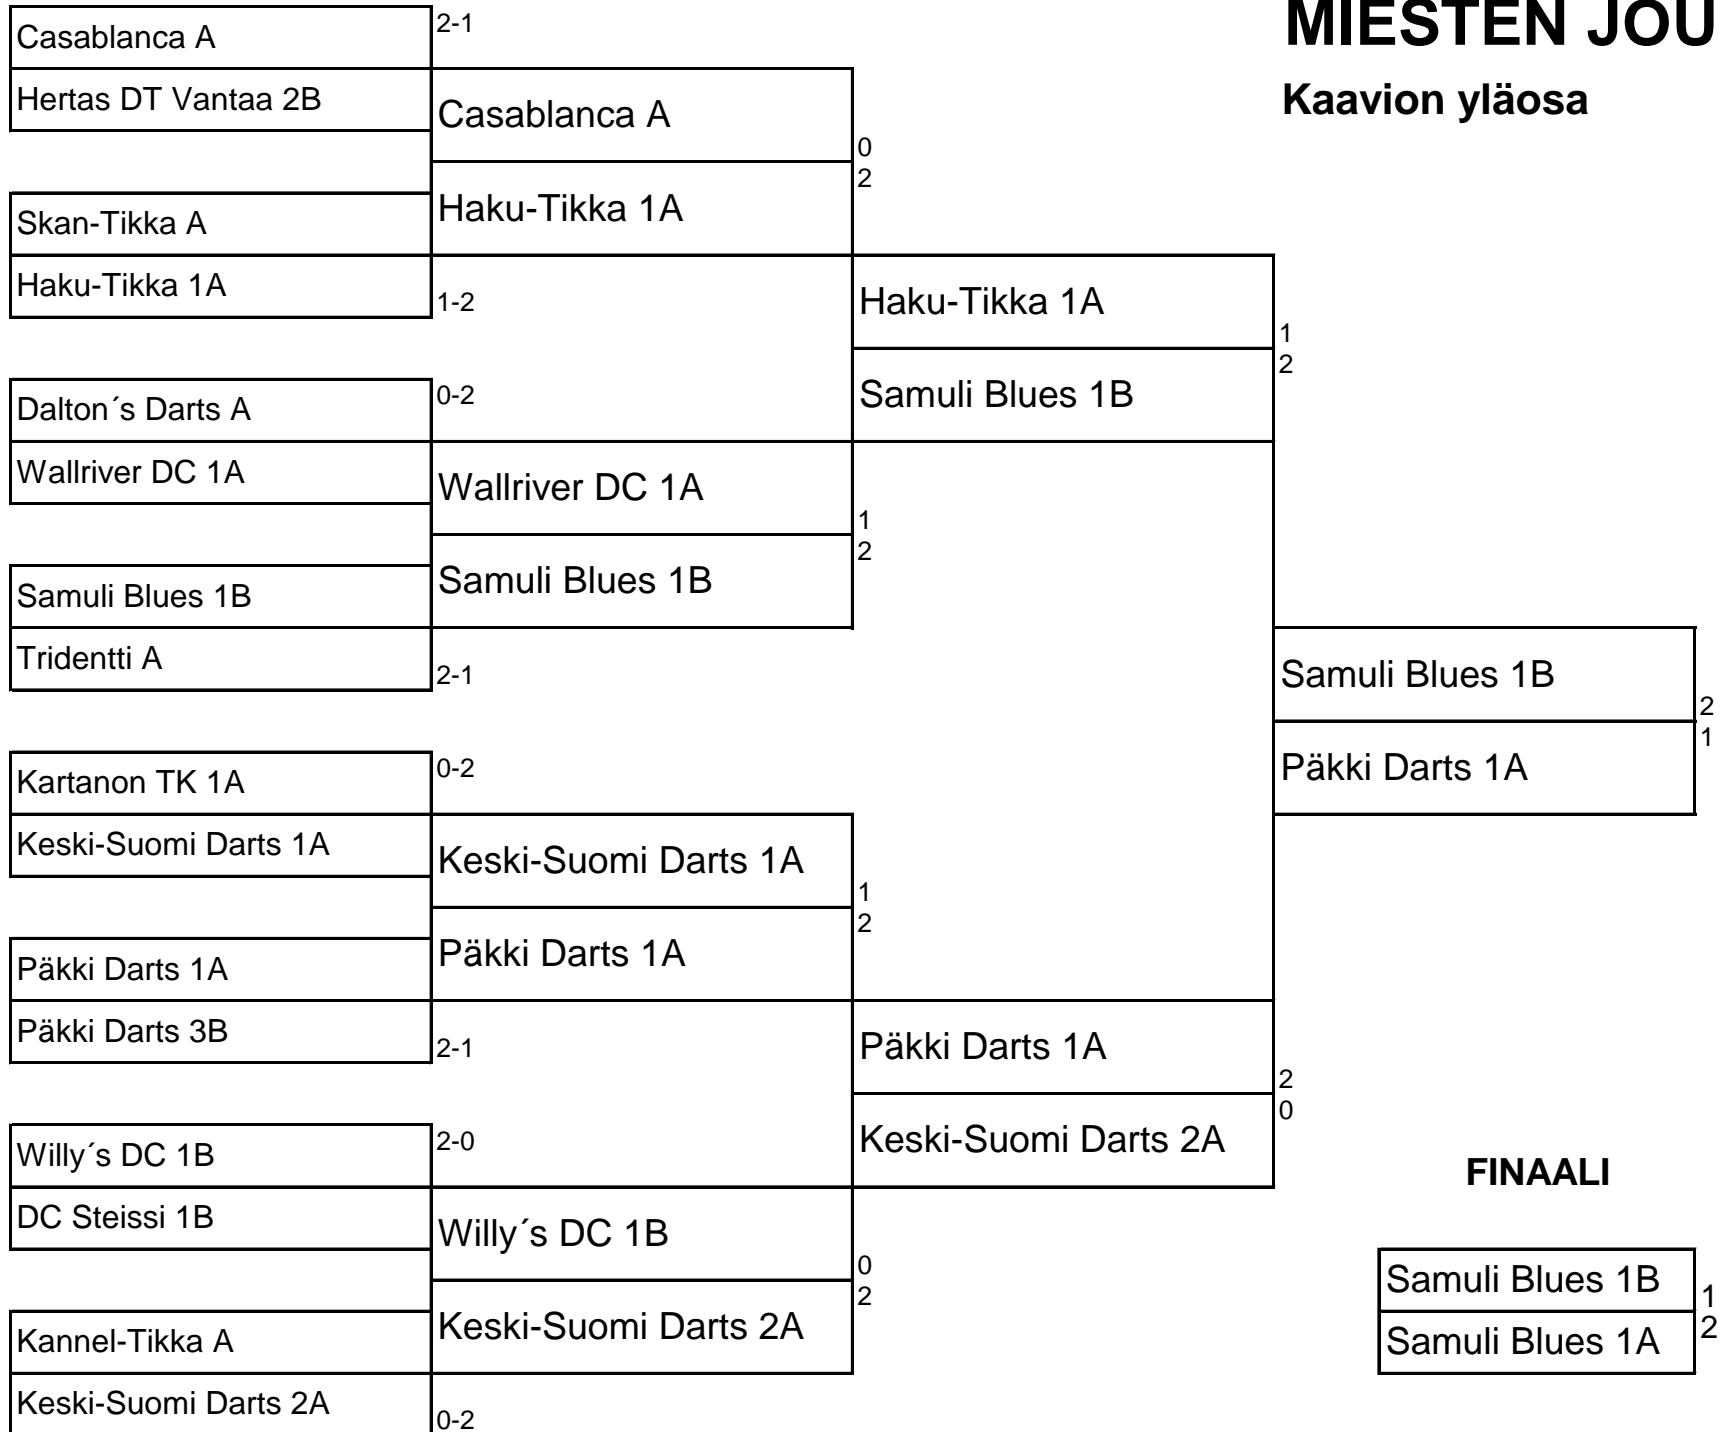 MIESTEN JOU
Kaavion yläosa
Casablanca A
2-1
Hertas DT Vantaa 2B
Casablanca A
0
2
Skan-Tikka A
Haku-Tikka 1A
Haku-Tikka 1A
1-2
Haku-Tikka 1A
1
2
Dalton´s Darts A
0-2
Samuli Blues 1B
Wallriver DC 1A
Wallriver DC 1A
1
2
Samuli Blues 1B
Samuli Blues 1B
Tridentti A
2-1
Samuli Blues 1B
2
1
Kartanon TK 1A
0-2
Päkki Darts 1A
Keski-Suomi Darts 1A
Keski-Suomi Darts 1A
1
2
Päkki Darts 1A
Päkki Darts 1A
Päkki Darts 3B
2-1
Päkki Darts 1A
2
0
Willy´s DC 1B
2-0
Keski-Suomi Darts 2A
DC Steissi 1B
Willy´s DC 1B
0
2
Kannel-Tikka A
Keski-Suomi Darts 2A
Keski-Suomi Darts 2A
0-2
FINAALI
Samuli Blues 1B
1
2
Samuli Blues 1A